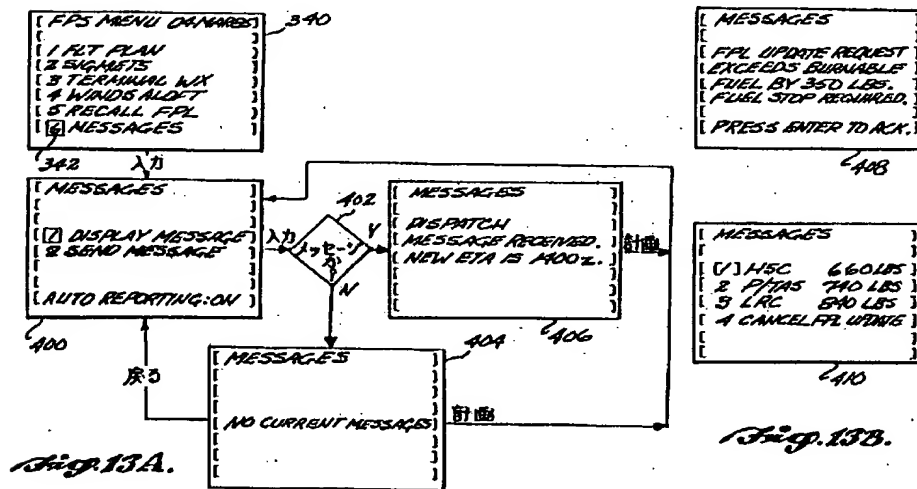 [ FPS MENU 04MAR85 ]
1 FLT PLAN
2 SIGMETS
3 TERMINAL WX
4 WINDS ALOFT
5 RECALL FPL
6 MESSAGES
340
342
入力
[ MESSAGES ]
1 DISPLAY MESSAGE
2 SEND MESSAGE
AUTO REPORTING:ON
400
入力
402
メッセージ
か
Y
N
MESSAGES
DISPATCH
MESSAGE RECEIVED.
NEW ETA IS 1400Z.
406
計画
戻る
MESSAGES
NO CURRENT MESSAGES
404
計画
Fig.13A.
[ MESSAGES ]
FPL UPDATE REQUEST
EXCEEDS BURNABLE
FUEL BY 350 LBS.
FUEL STOP REQUIRED.
PRESS ENTER TO ACK.
408
[ MESSAGES ]
[1] HSC 660 LBS
2 P/TAS 740 LBS
3 LRC 840 LBS
4 CANCEL FPL UPDATE
410
Fig.13B.